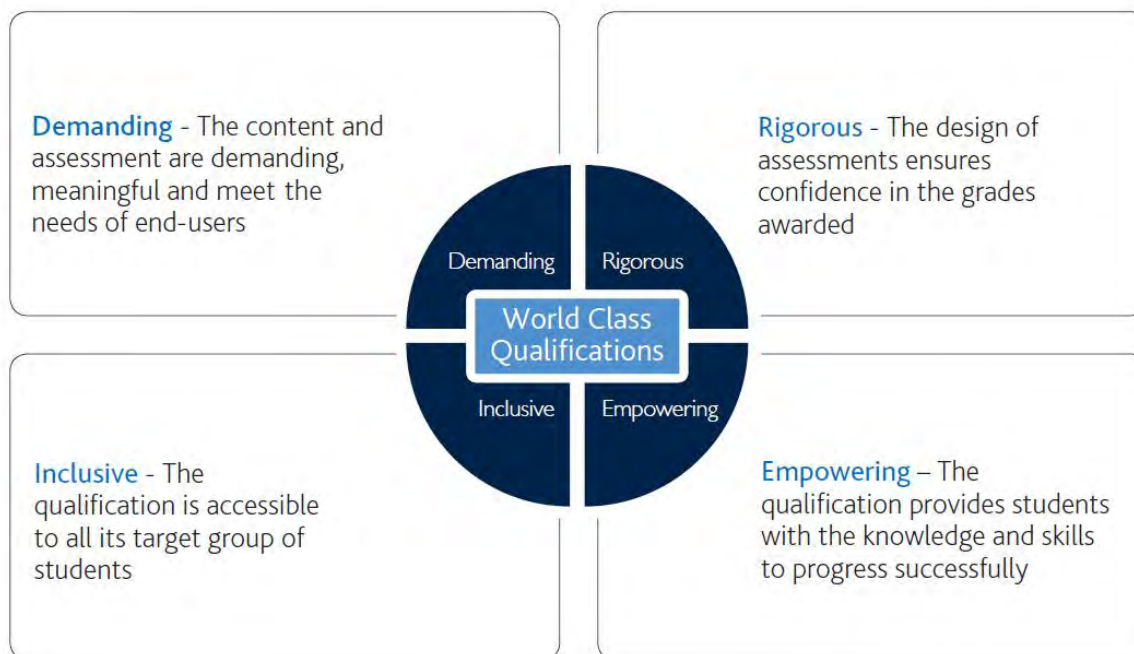 Demanding - The content and
assessment are demanding,
meaningful and meet the
needs of end-users
Rigorous - The design of
assessments ensures
confidence in the grades
awarded
Demanding
Rigorous
World Class
Qualifications
Inclusive
Empowering
Inclusive - The
qualification is accessible
to all its target group of
students
Empowering – The
qualification provides students
with the knowledge and skills
to progress successfully